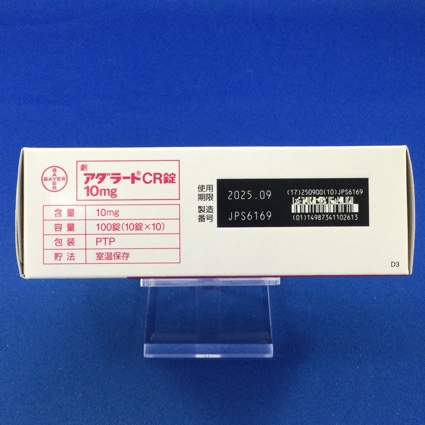 BAYER
BAYER
劇
アダラートCR錠
10mg
含量 10mg
容量 100錠(10錠×10)
包装 PTP
貯法 室温保存
使用期限 2025.09
製造番号 JPS6169
(17)250900(10)JPS6169
(01)14987341102613
D3